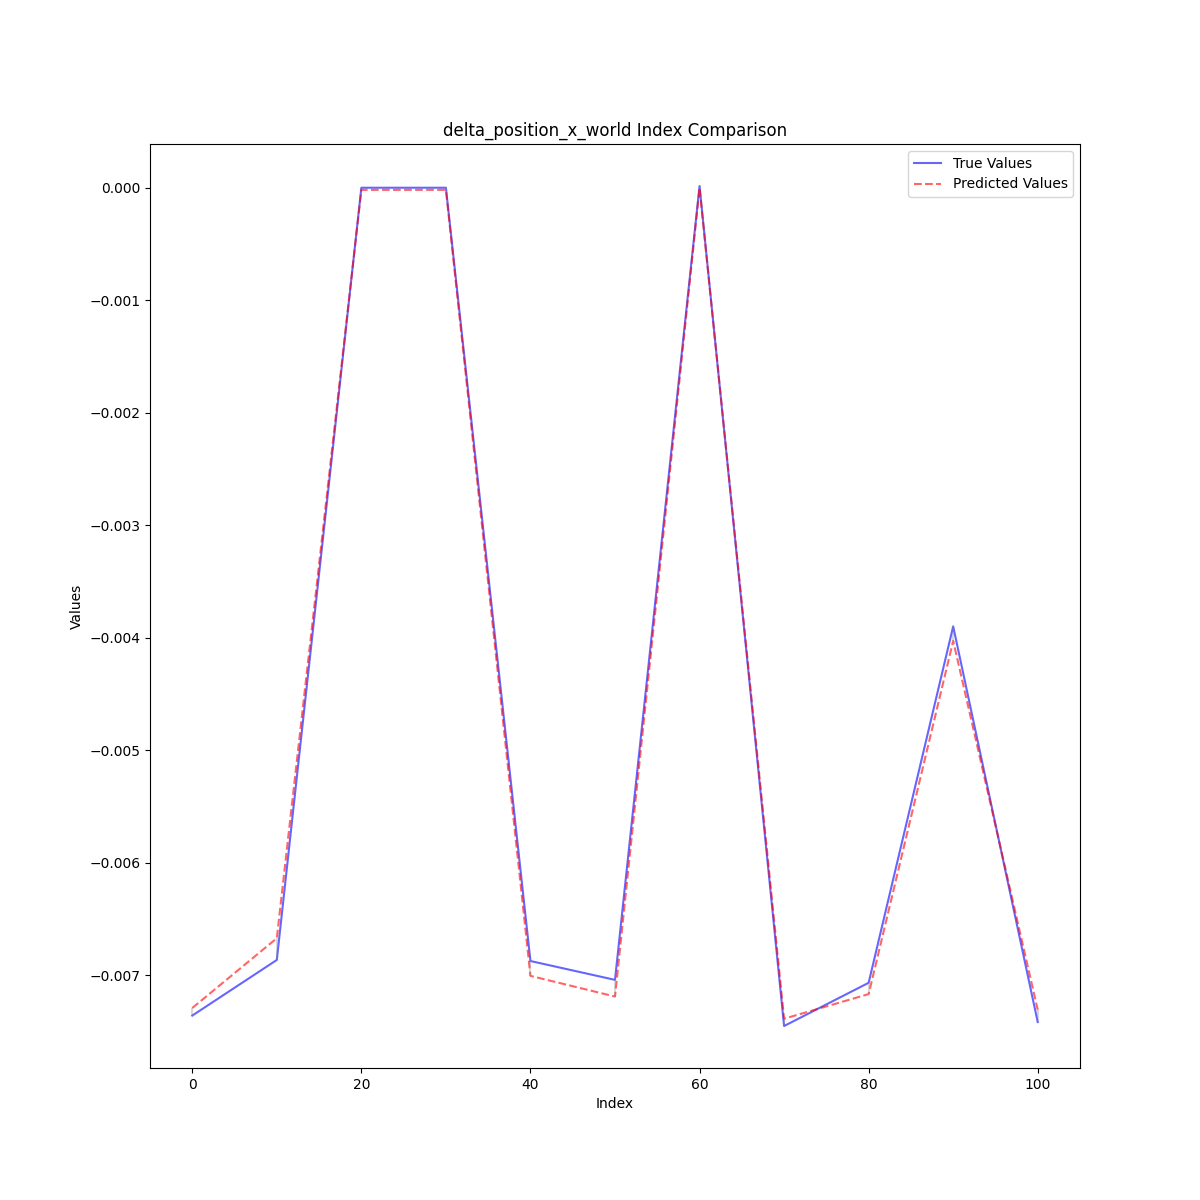 delta_position_x_world Index Comparison
True Values
Predicted Values
0.000
−0.001
−0.002
−0.003
−0.004
−0.005
−0.006
−0.007
Values
0 20 40 60 80 100
Index